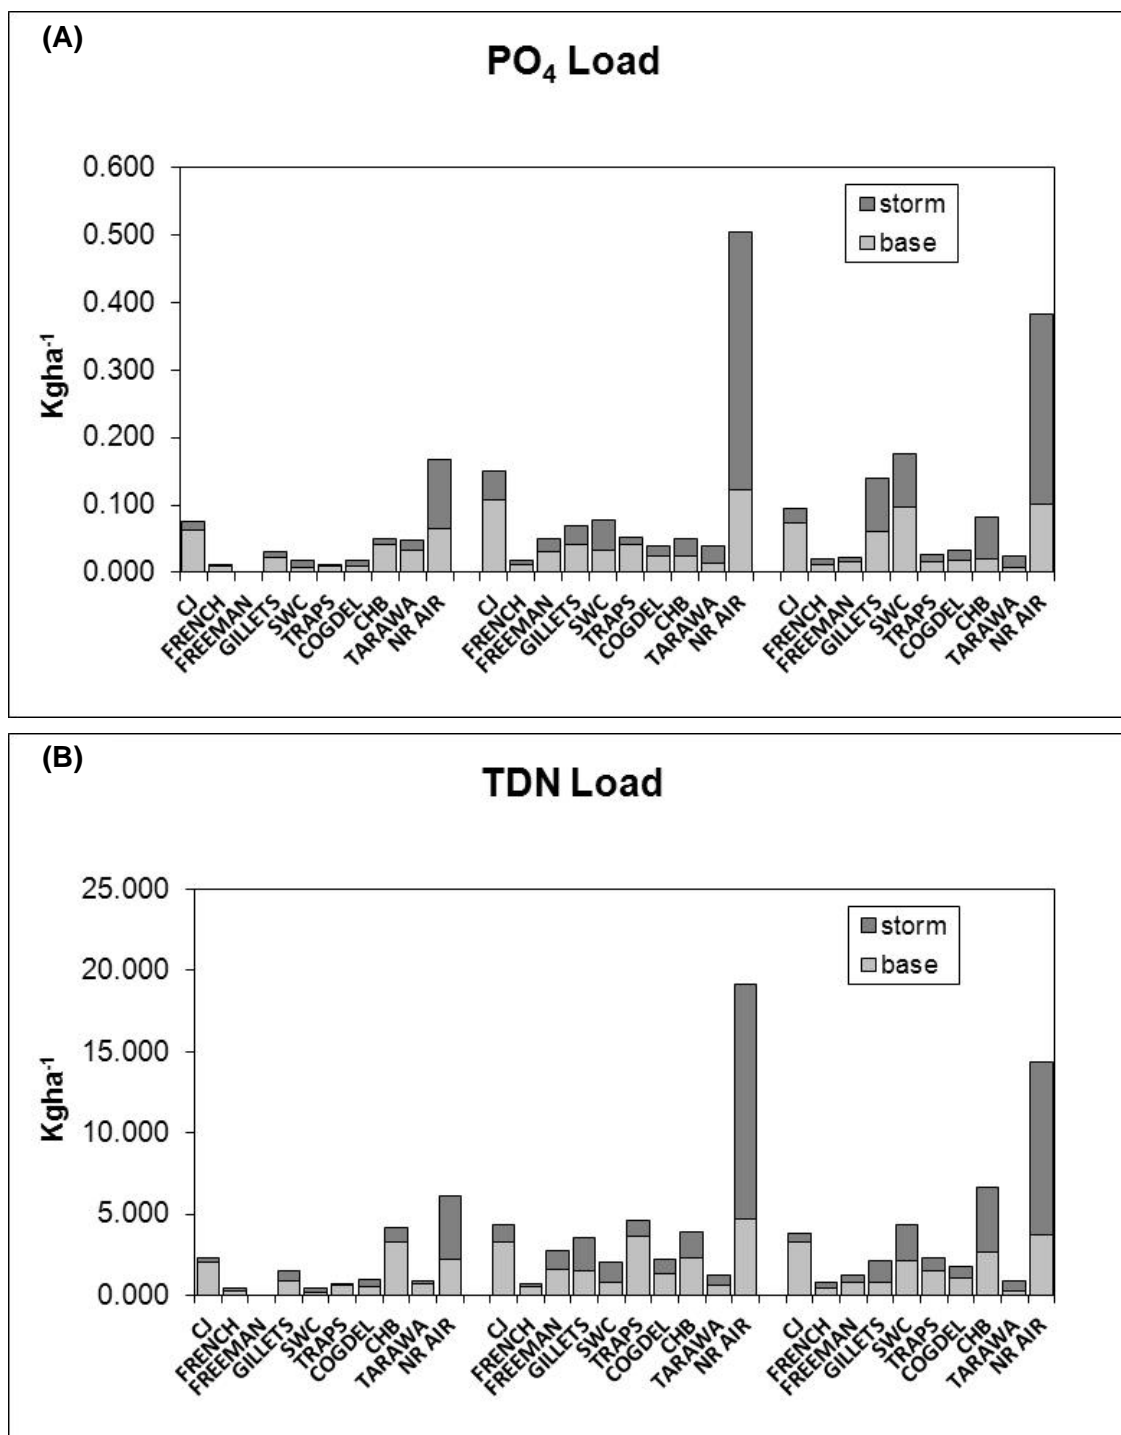 (A)
PO4 Load
0.600
0.500
0.400
0.300
0.200
0.100
0.000
Kgha-1
storm
base
CJ
FRENCH
FREEMAN
GILLETS
SWC
TRAPS
COGDEL
CHB
TARAWA
NR AIR
CJ
FRENCH
FREEMAN
GILLETS
SWC
TRAPS
COGDEL
CHB
TARAWA
NR AIR
CJ
FRENCH
FREEMAN
GILLETS
SWC
TRAPS
COGDEL
CHB
TARAWA
NR AIR
(B)
TDN Load
25.000
20.000
15.000
10.000
5.000
0.000
Kgha-1
storm
base
CJ
FRENCH
FREEMAN
GILLETS
SWC
TRAPS
COGDEL
CHB
TARAWA
NR AIR
CJ
FRENCH
FREEMAN
GILLETS
SWC
TRAPS
COGDEL
CHB
TARAWA
NR AIR
CJ
FRENCH
FREEMAN
GILLETS
SWC
TRAPS
COGDEL
CHB
TARAWA
NR AIR